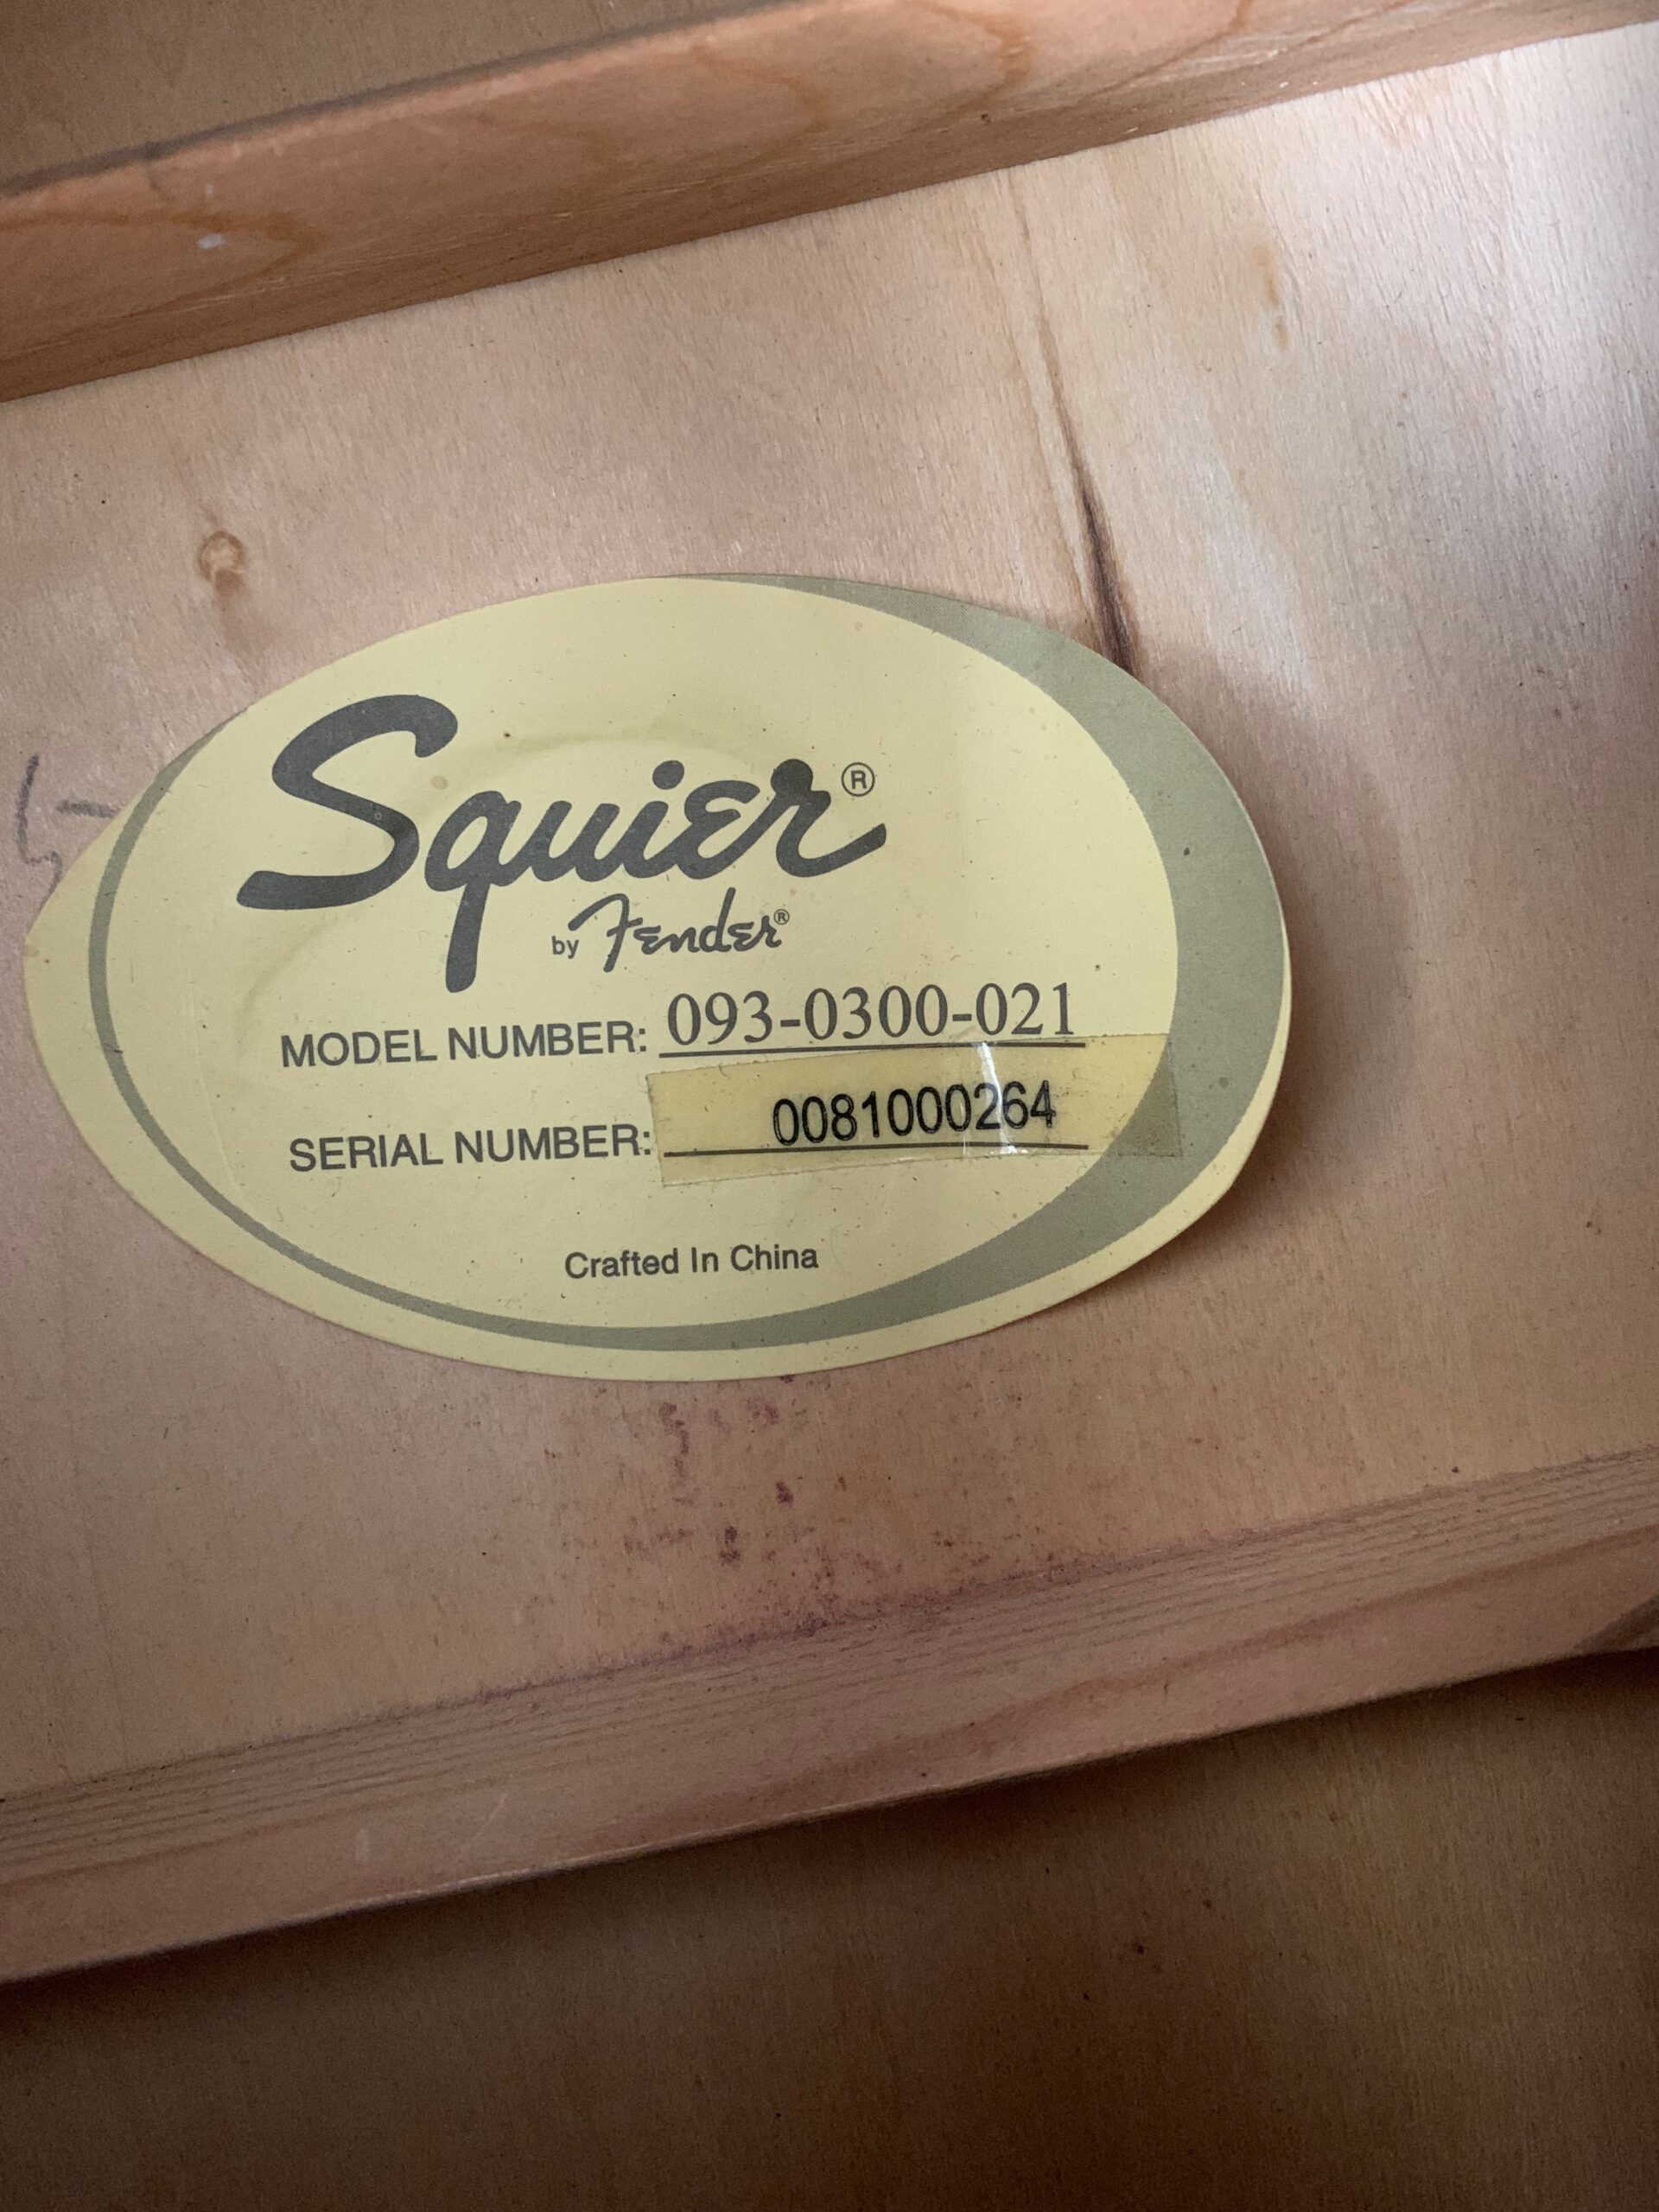 Squier®
by Fender®
MODEL NUMBER: 093-0300-021
SERIAL NUMBER: 0081000264
Crafted In China